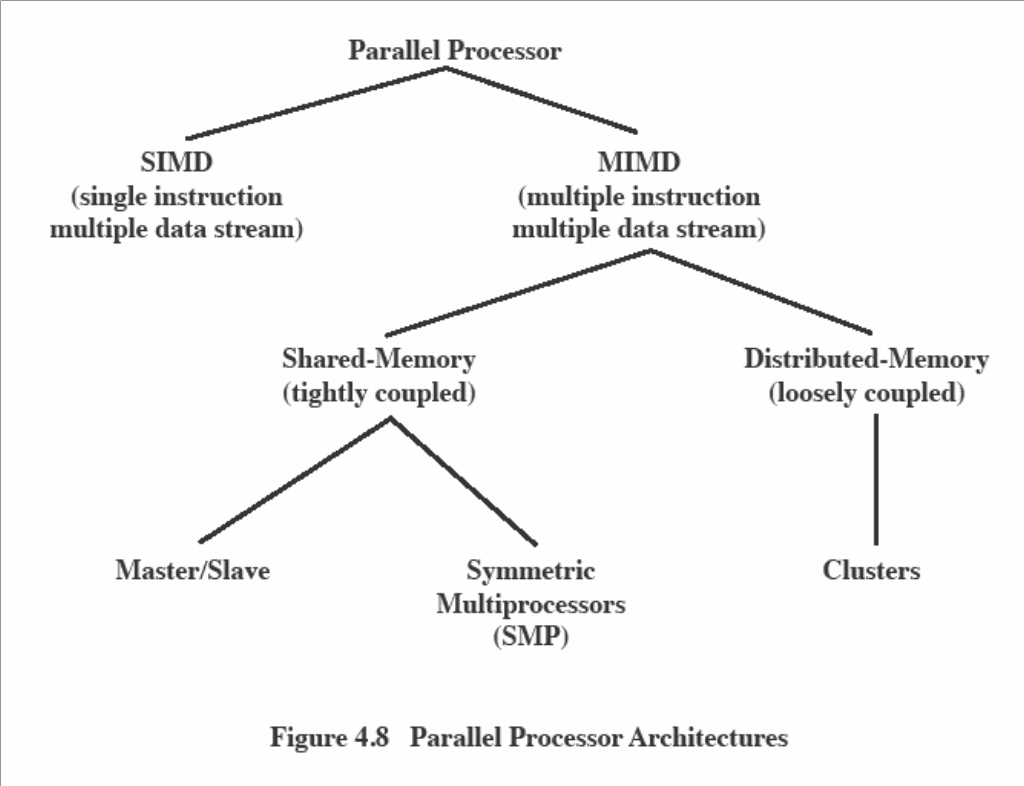 Parallel Processor
SIMD
(single instruction
multiple data stream)
MIMD
(multiple instruction
multiple data stream)
Shared-Memory
(tightly coupled)
Distributed-Memory
(loosely coupled)
Master/Slave
Symmetric
Multiprocessors
(SMP)
Clusters
Figure 4.8 Parallel Processor Architectures